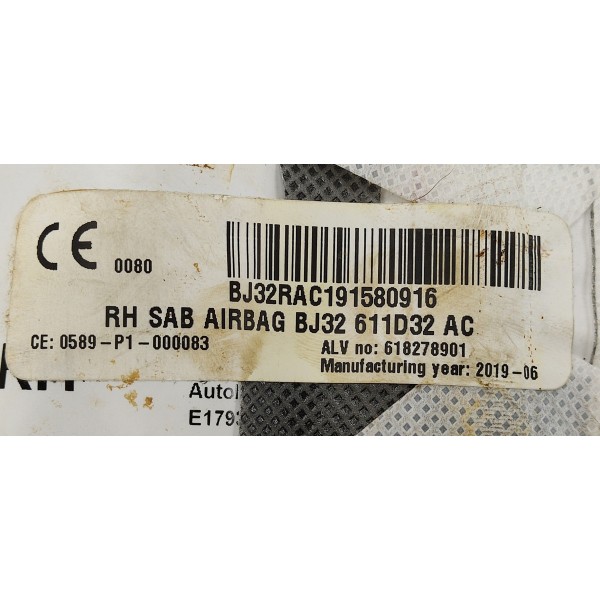 CE 0080
BJ32RAC191580916
RH SAB AIRBAG BJ32 611D32 AC
CE: 0589-P1-000083
ALV no: 618278901
Manufacturing year: 2019-06